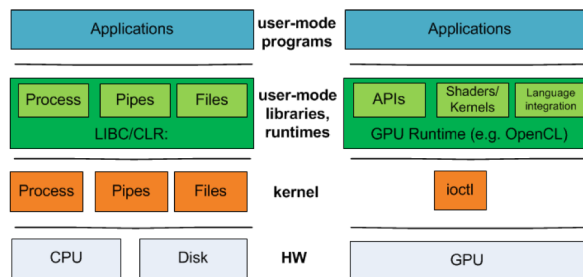 Applications
user-mode
programs
Applications
Process
Pipes
Files
LIBC/CLR:
user-mode
libraries,
runtimes
APIs
Shaders/
Kernels
Language
integration
GPU Runtime (e.g. OpenCL)
Process
Pipes
Files
kernel
ioctl
CPU
Disk
HW
GPU